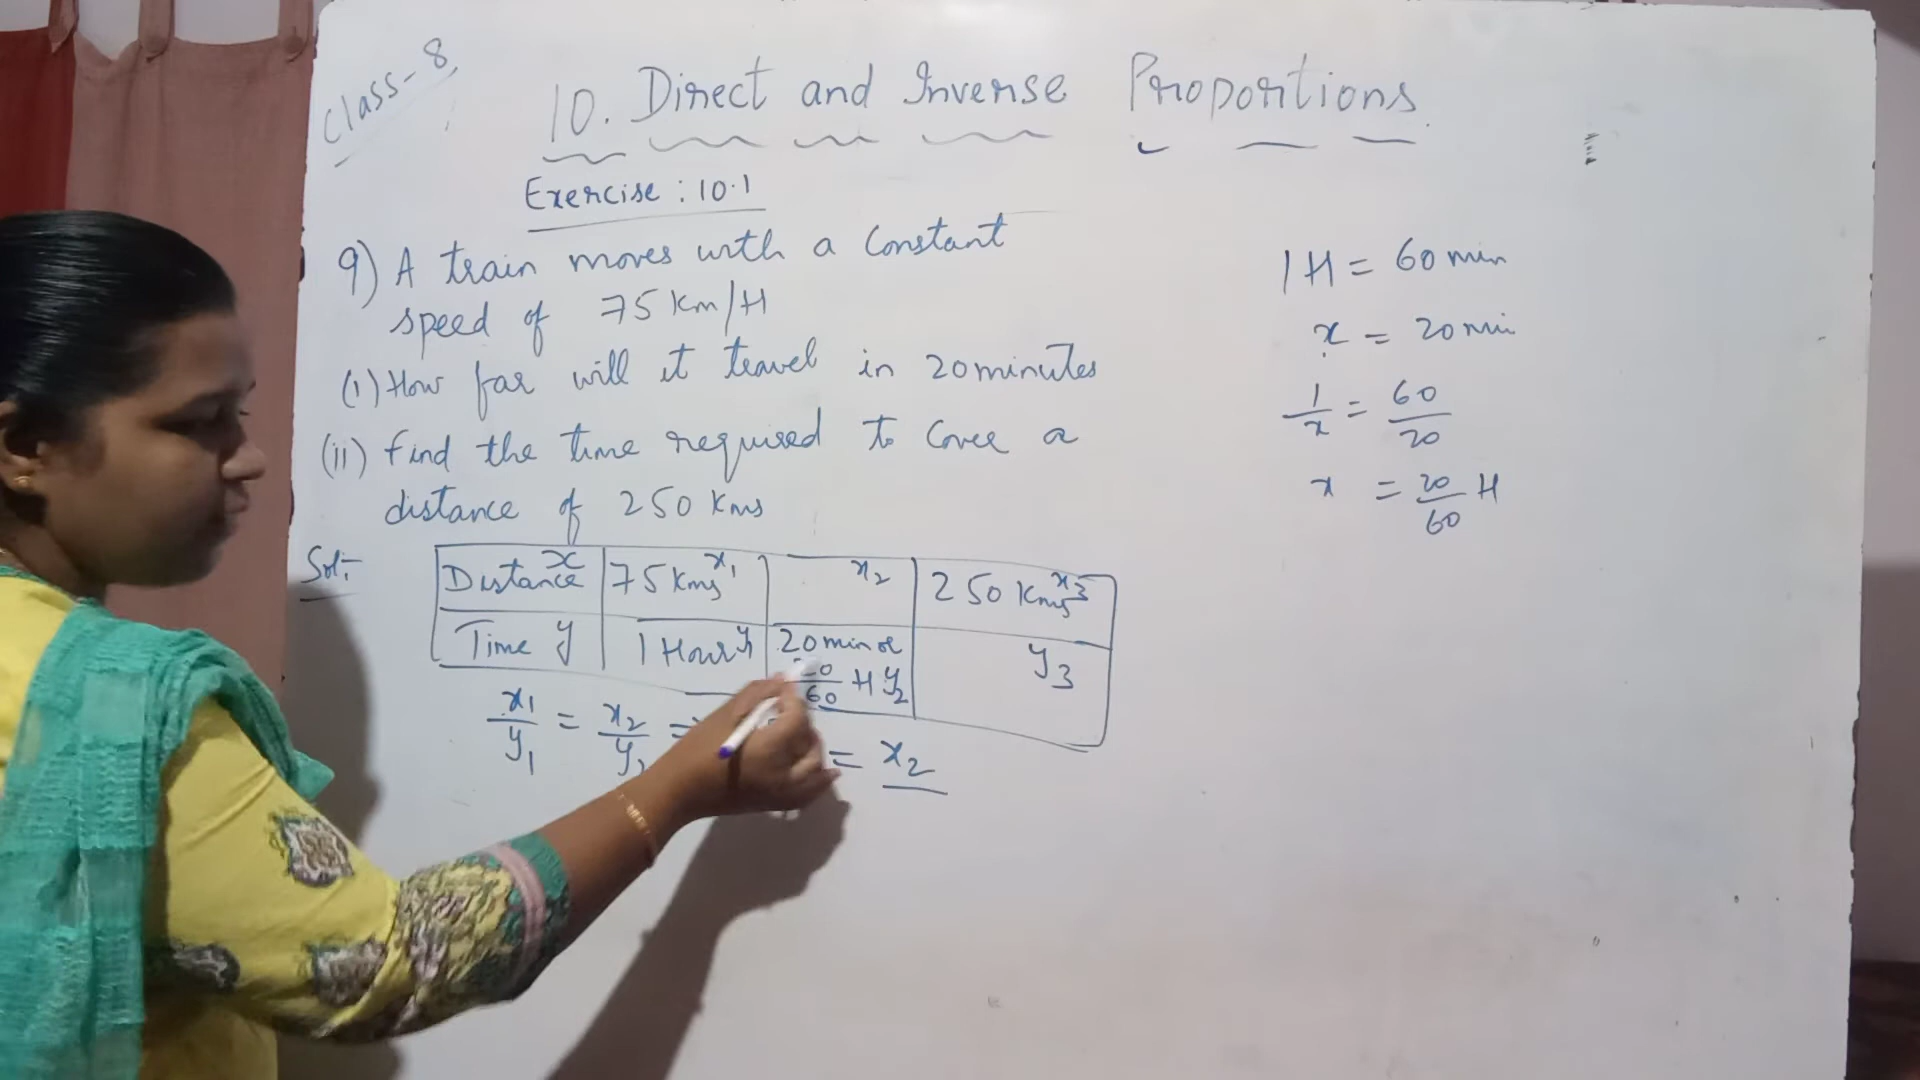 Class-8
10. Direct and Inverse Proportions
Exercise : 10.1
9) A train moves with a Constant
speed of 75 Km/H
(i) How far will it travel in 20 minutes
(ii) Find the time required to Cover a
distance of 250 Kms
Sol:-
Distance x | 75 Kms x₁ | x₂ | 250 Kms x₃
Time y | 1 Hour y₁ | 20 min or 20/60 H y₂ | y₃
x₁/y₁ = x₂/y₂ =
= x₂
1 H = 60 min
x = 20 min
1/x = 60/20
x = 20/60 H